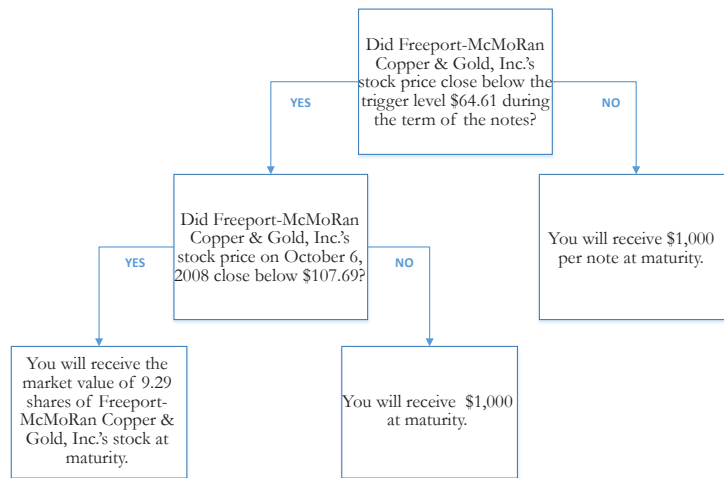 Did Freeport-McMoRan
Copper & Gold, Inc.'s
stock price close below the
trigger level $64.61 during
the term of the notes?
YES
NO
Did Freeport-McMoRan
Copper & Gold, Inc.'s
stock price on October 6,
2008 close below $107.69?
You will receive $1,000
per note at maturity.
YES
NO
You will receive the
market value of 9.29
shares of Freeport-
McMoRan Copper &
Gold, Inc.'s stock at
maturity.
You will receive $1,000
at maturity.